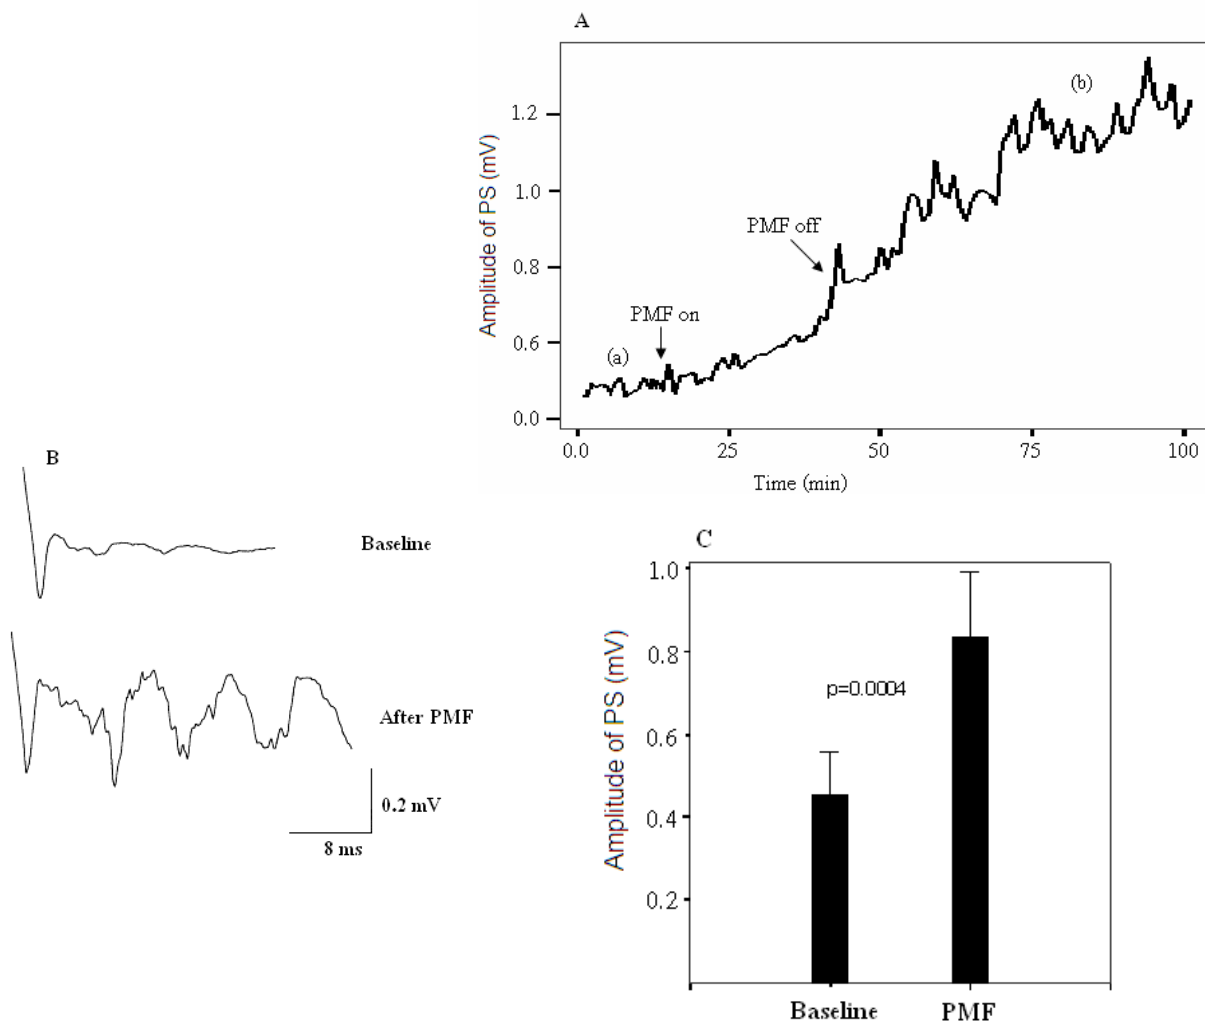 A
Amplitude of PS (mV)
1.2
1.0
0.8
0.6
0.0
(a)
PMF on
PMF off
(b)
0.0 25 50 75 100
Time (min)
B
Baseline
After PMF
0.2 mV
8 ms
C
Amplitude of PS (mV)
1.0
0.8
0.6
0.4
0.2
p=0.0004
Baseline PMF